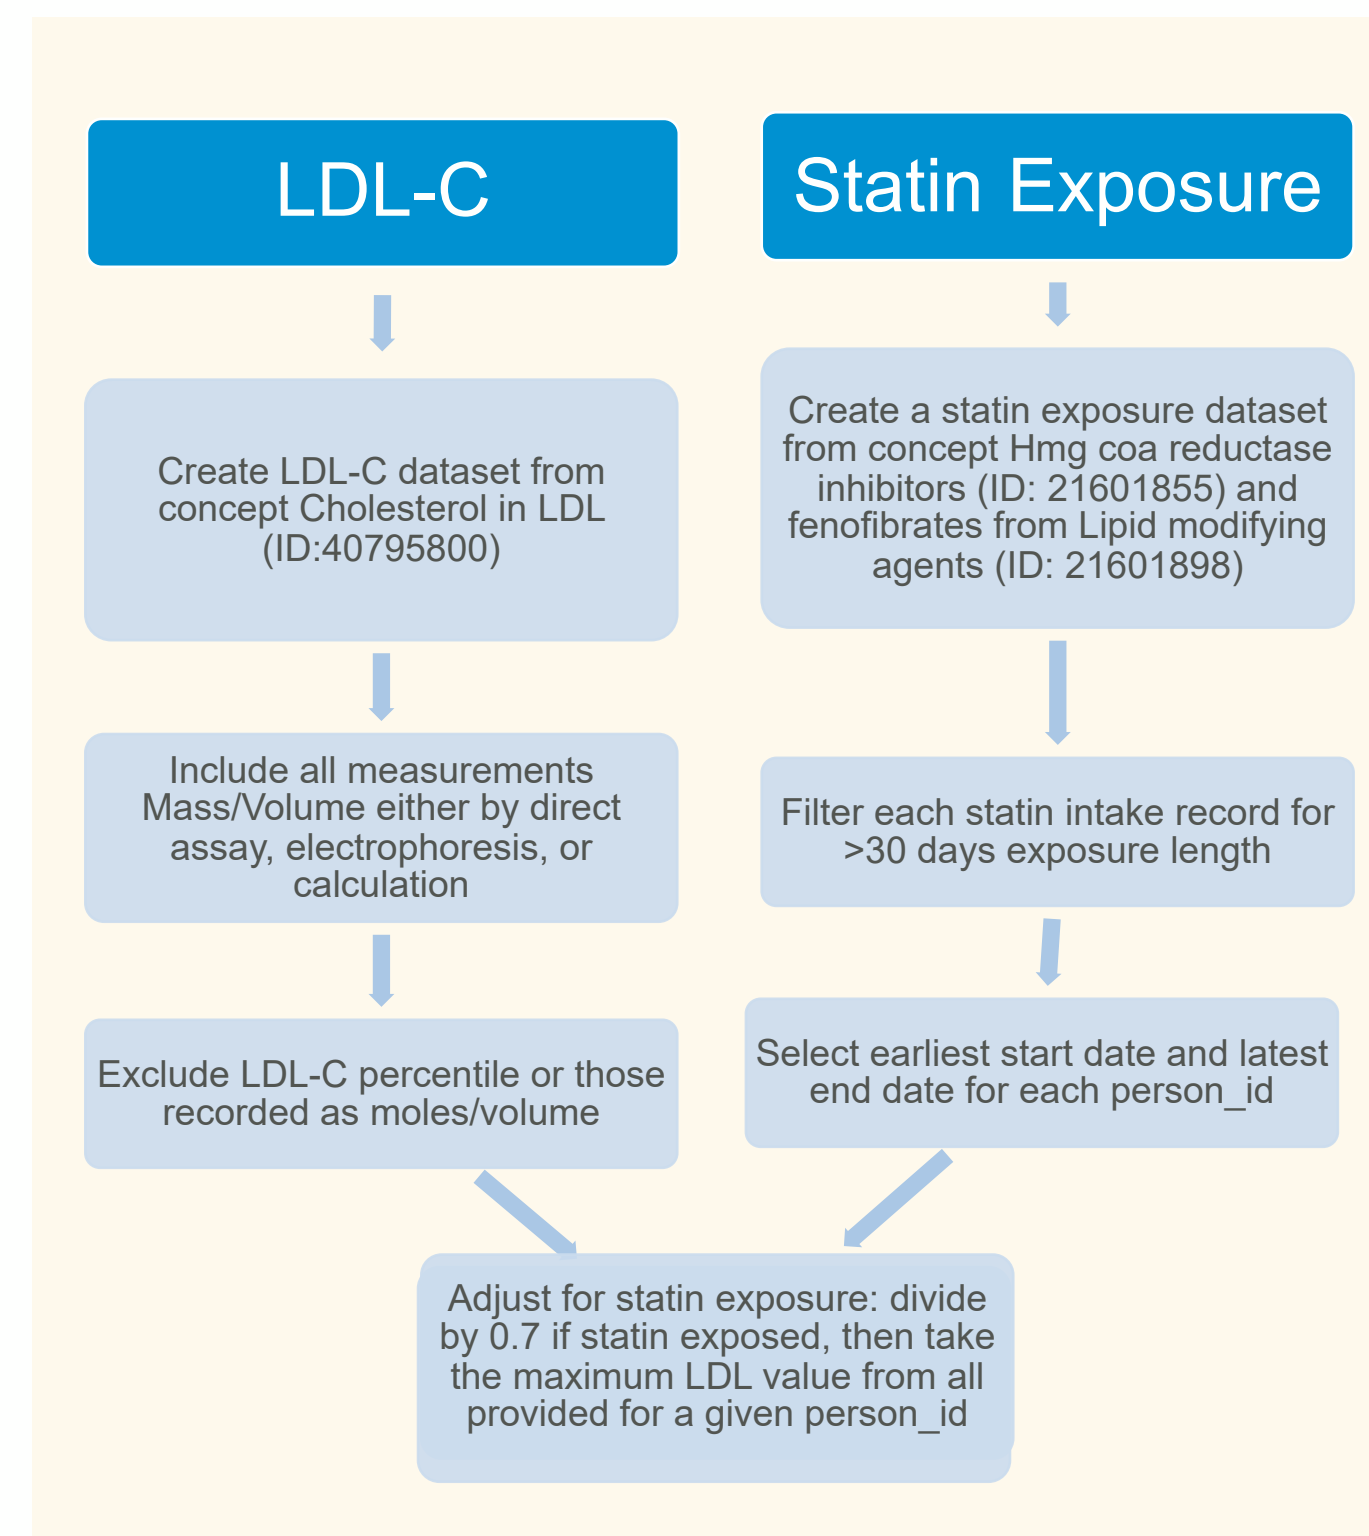 LDL-C
Create LDL-C dataset from
concept Cholesterol in LDL
(ID:40795800)
Include all measurements
Mass/Volume either by direct
assay, electrophoresis, or
calculation
Exclude LDL-C percentile or those
recorded as moles/volume
Statin Exposure
Create a statin exposure dataset
from concept Hmg coa reductase
inhibitors (ID: 21601855) and
fenofibrates from Lipid modifying
agents (ID: 21601898)
Filter each statin intake record for
>30 days exposure length
Select earliest start date and latest
end date for each person_id
Adjust for statin exposure: divide
by 0.7 if statin exposed, then take
the maximum LDL value from all
provided for a given person_id